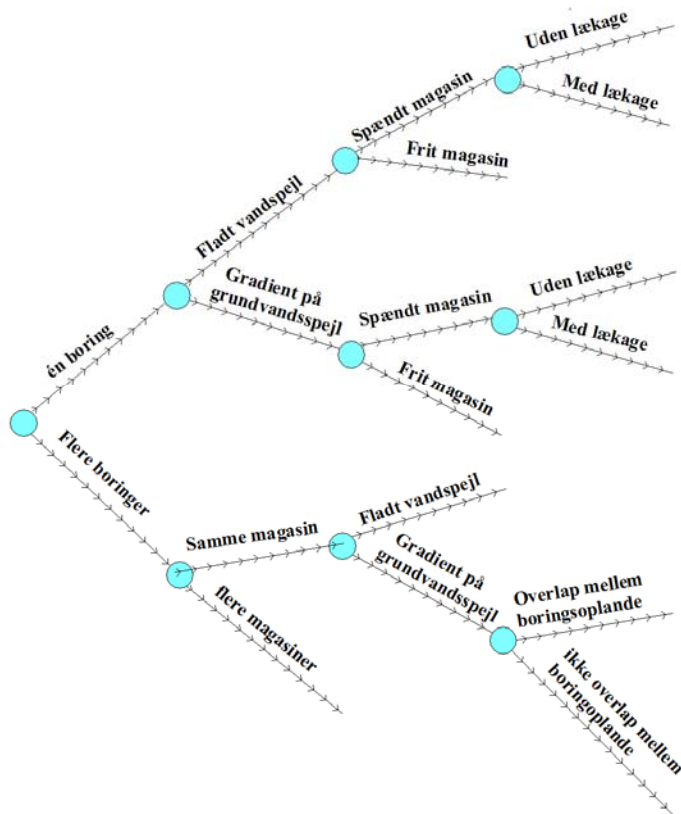 Uden lækage
Med lækage
Spændt magasin
Frit magasin
Fladt vandspejl
Gradient på
grundvandsspejl
Spændt magasin
Uden lækage
Med lækage
Frit magasin
én boring
Flere boringer
Samme magasin
Fladt vandspejl
Gradient på
grundvandsspejl
Overlap mellem
boringsoplande
ikke overlap mellem
boringoplande
flere magasiner